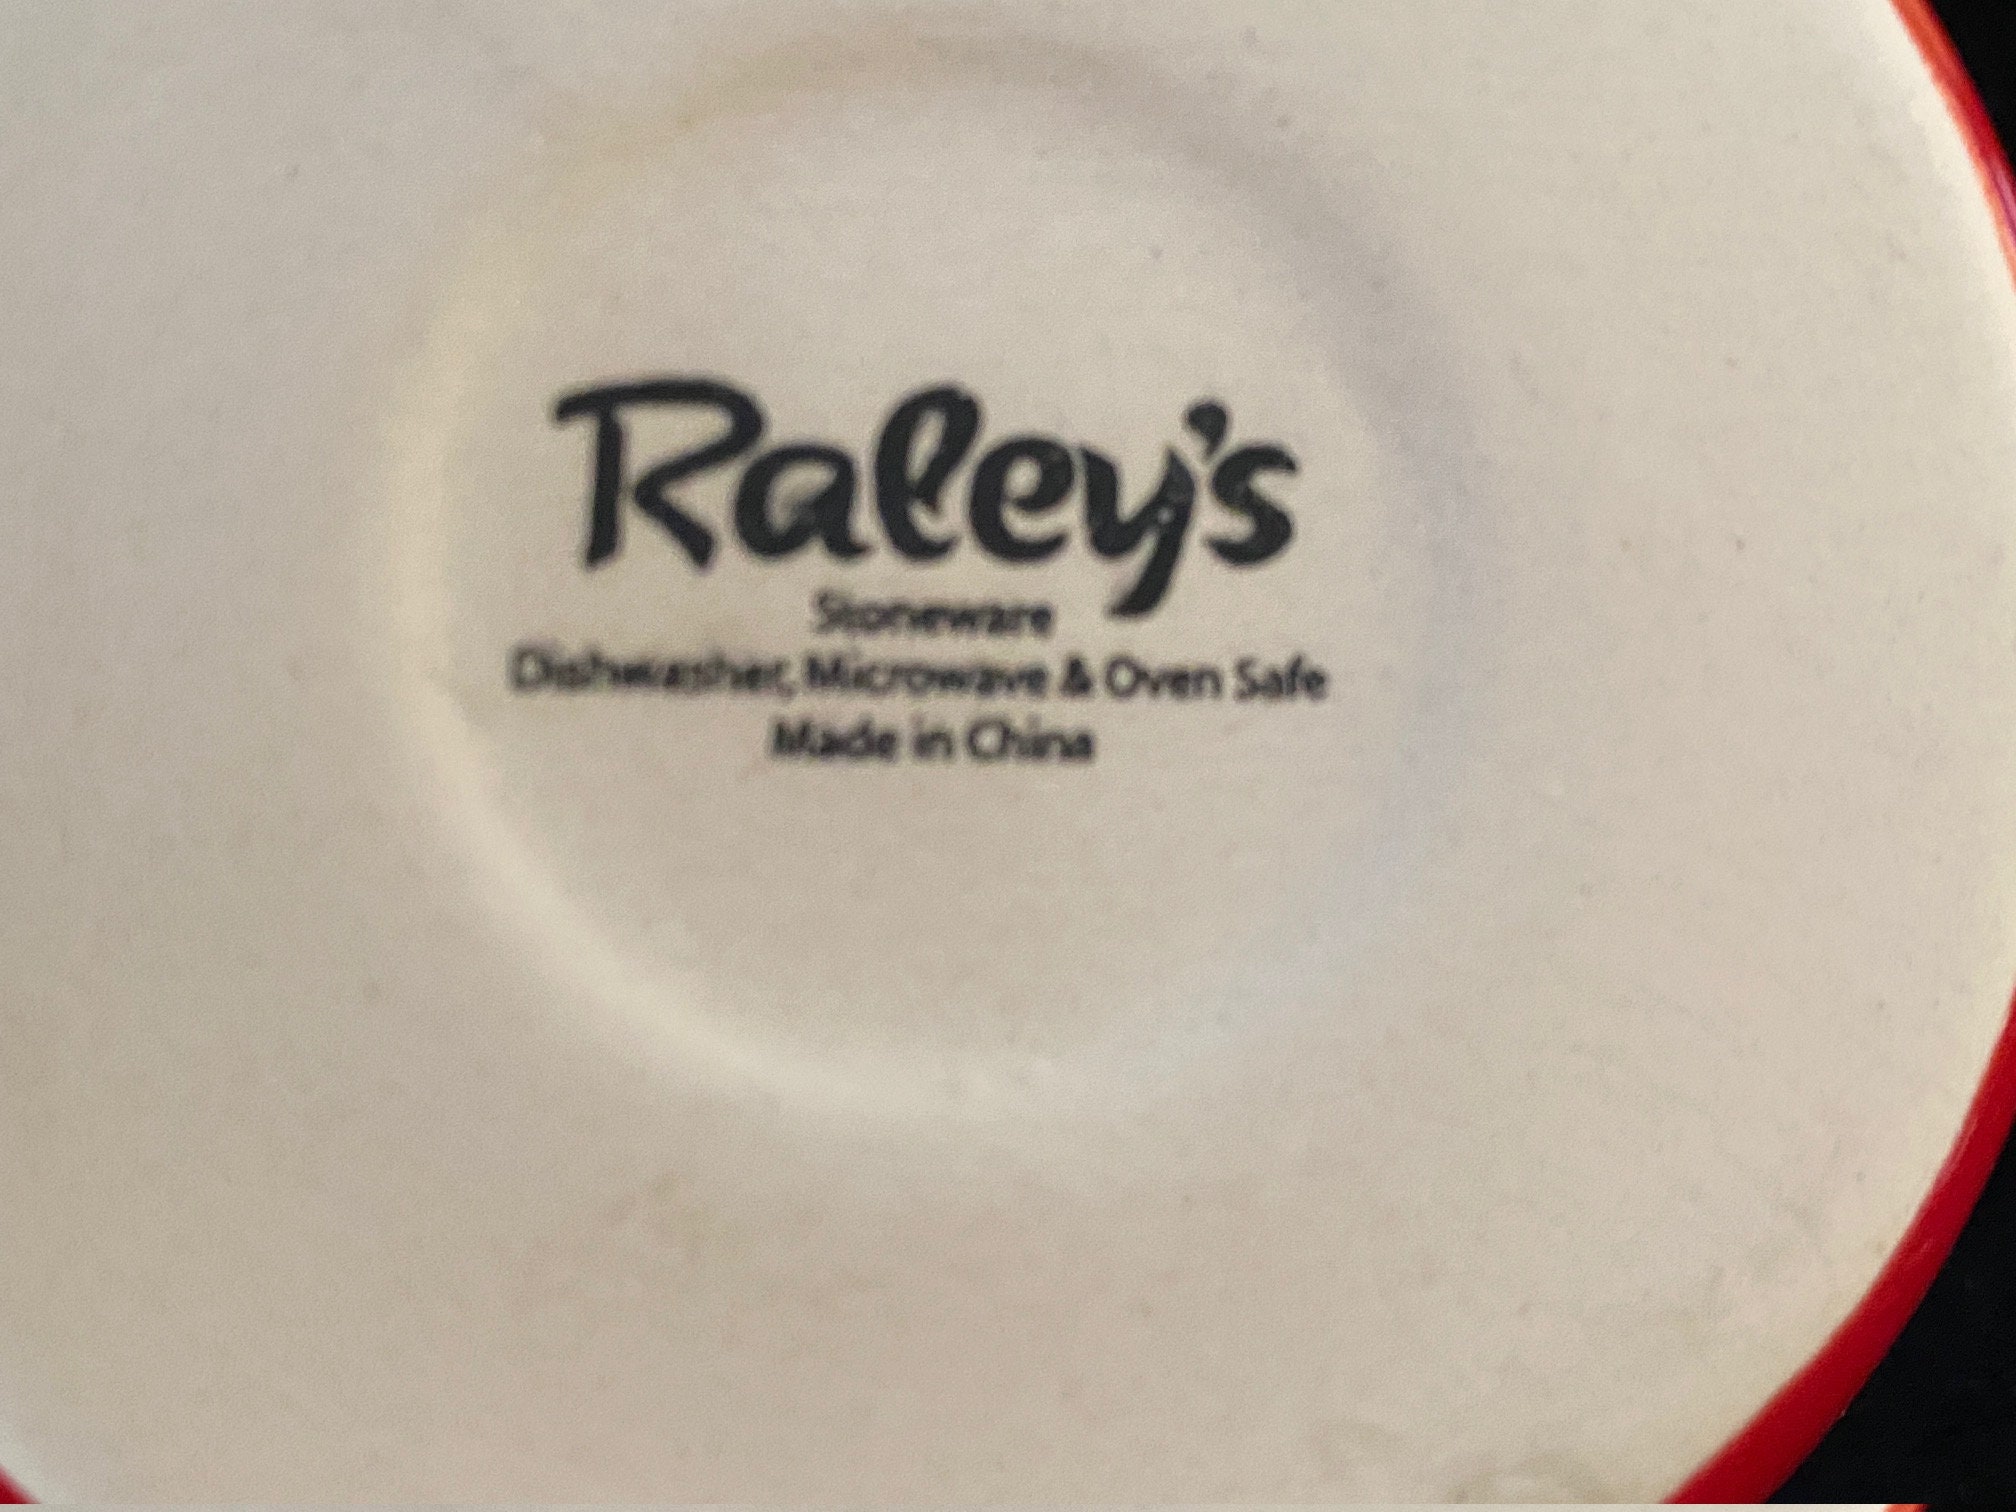 Raley's
Stoneware
Dishwasher, Microwave & Oven Safe
Made in China